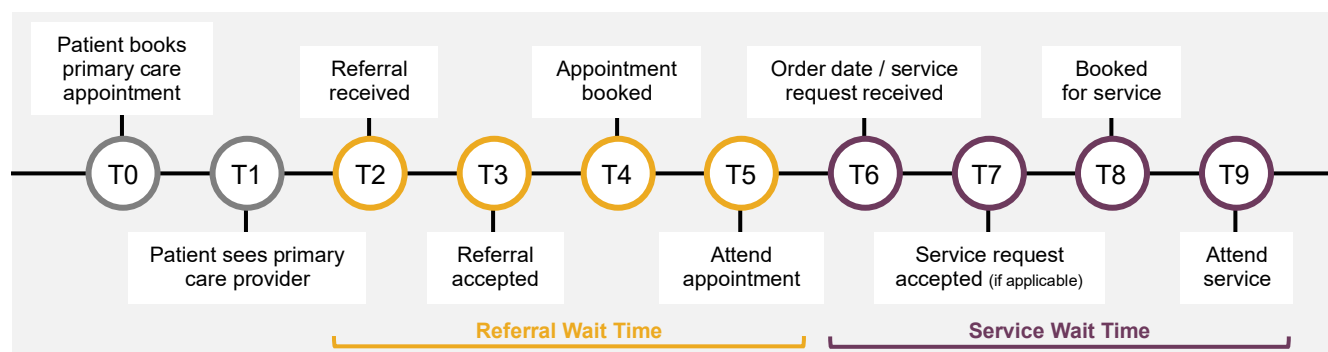 Patient books
primary care
appointment
Referral
received
Appointment
booked
Order date / service
request received
Booked
for service
T0
T1
T2
T3
T4
T5
T6
T7
T8
T9
Patient sees primary
care provider
Referral
accepted
Attend
appointment
Service request
accepted (if applicable)
Attend
service
Referral Wait Time
Service Wait Time